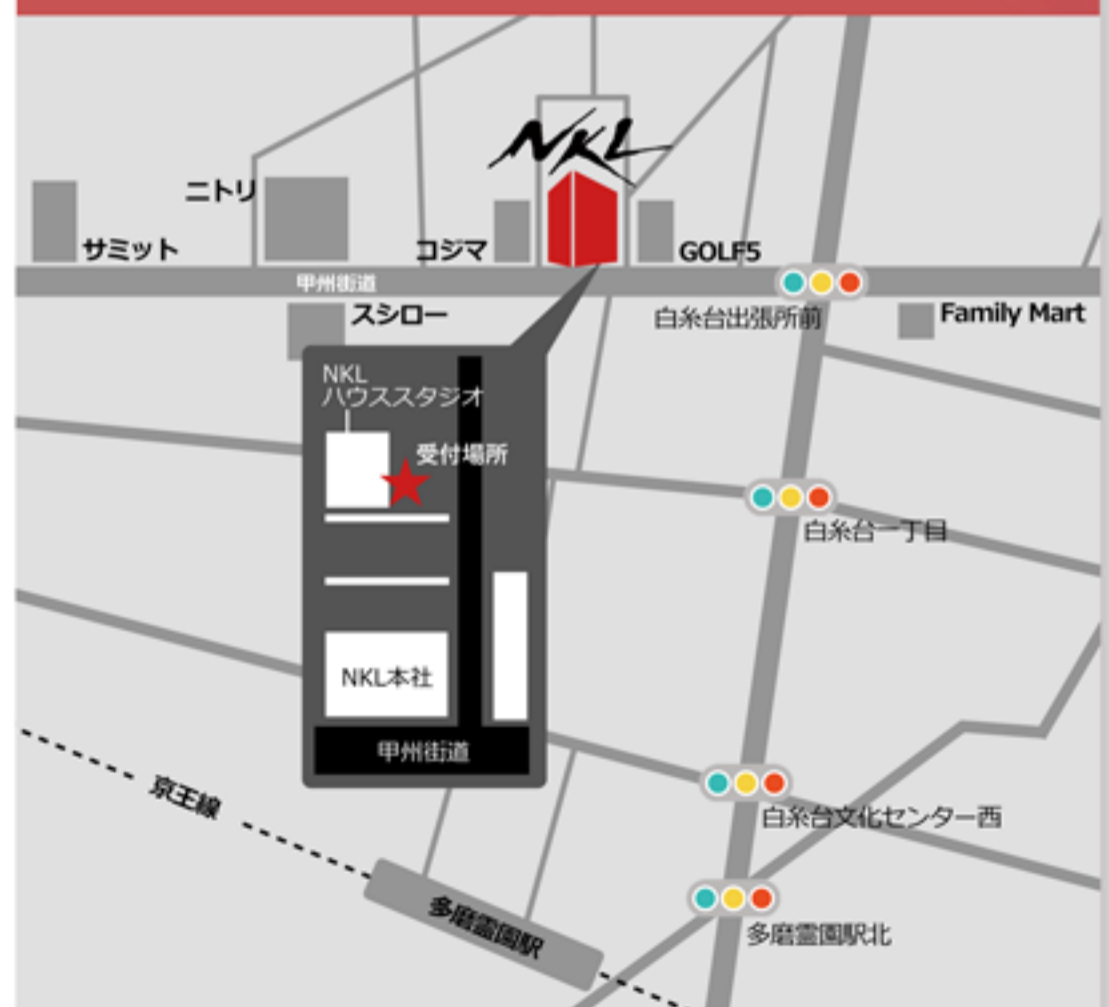 NKL
ニトリ
サミット
コジマ
GOLF5
甲州街道
スシロー
白糸台出張所前
Family Mart
NKL
ハウススタジオ
受付場所
白糸台一丁目
NKL本社
甲州街道
京王線
白糸台文化センター西
多磨霊園駅
多磨霊園駅北